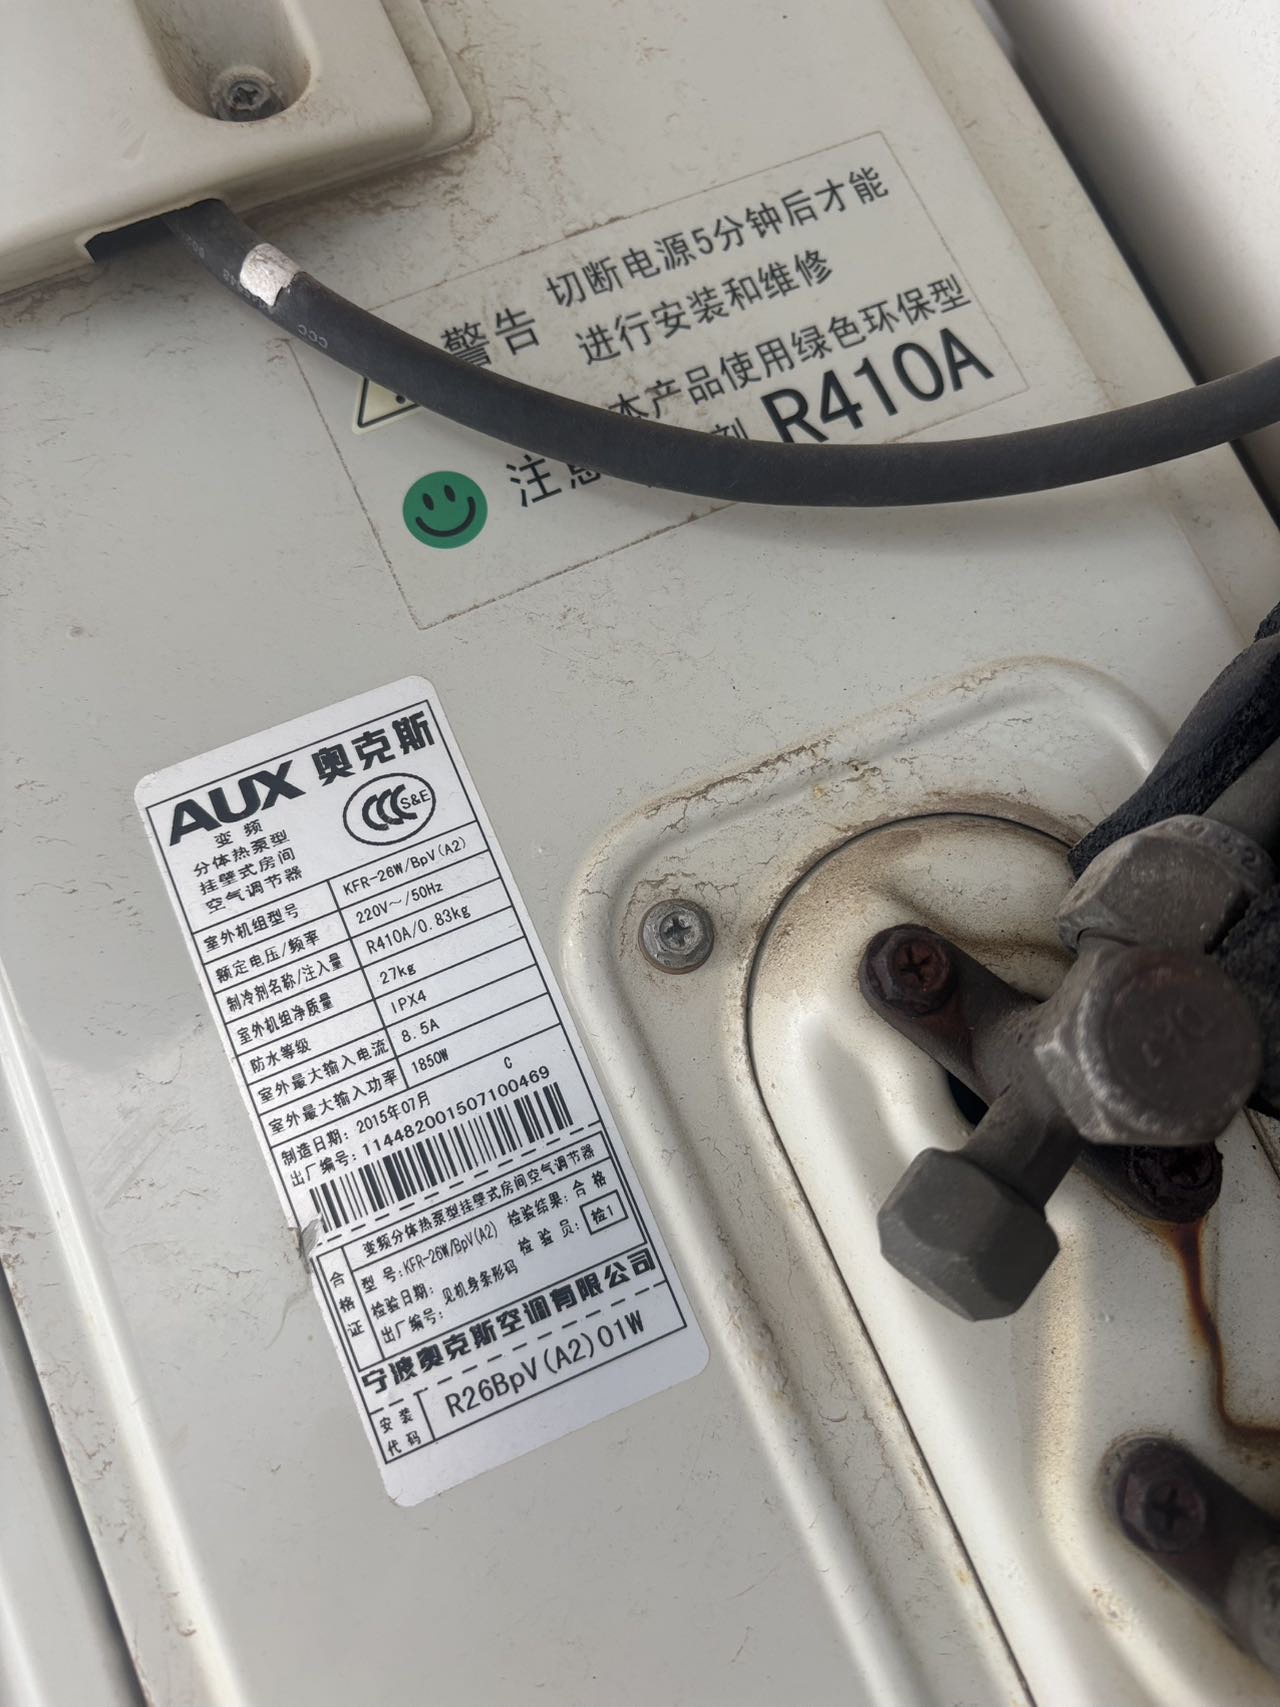 警告 切断电源5分钟后才能
进行安装和维修
本产品使用绿色环保型
注意 剂 R410A
CCC
AUX 奥克斯
变频
分体热泵型
挂壁式房间
空气调节器
CCC S&E
室外机组型号 KFR-26W/BpV(A2)
额定电压/频率 220V～/50Hz
制冷剂名称/注入量 R410A/0.83kg
室外机组净质量 27kg
防水等级 IPX4
室外最大输入电流 8.5A
室外最大输入功率 1850W
制造日期: 2015年07月 C
出厂编号: 114482001507100469
合格证
变频分体热泵型挂壁式房间空气调节器
型号:KFR-26W/BpV(A2) 检验结果:合格
检验日期: 见机身条形码 检验员: 检1
出厂编号:
宁波奥克斯空调有限公司
安装代码 R26BpV(A2)01W